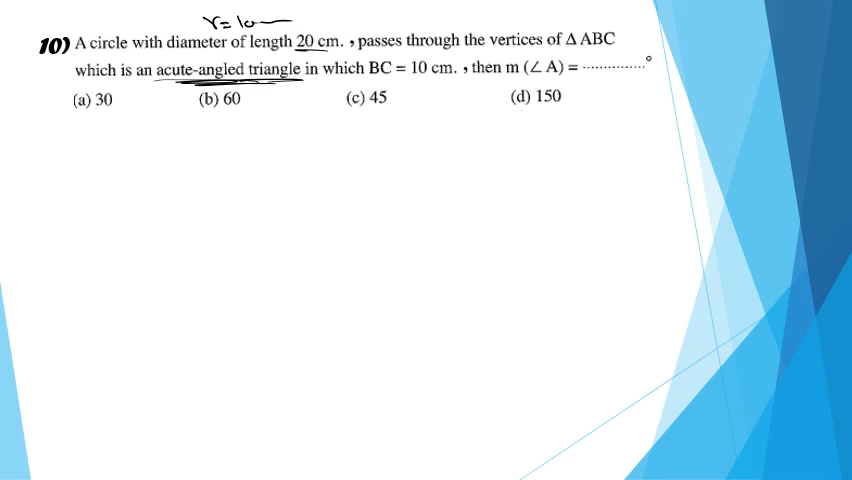 r = 10
10) A circle with diameter of length 20 cm. , passes through the vertices of Δ ABC
which is an acute-angled triangle in which BC = 10 cm. , then m (∠ A) = ...............°
(a) 30 (b) 60 (c) 45 (d) 150